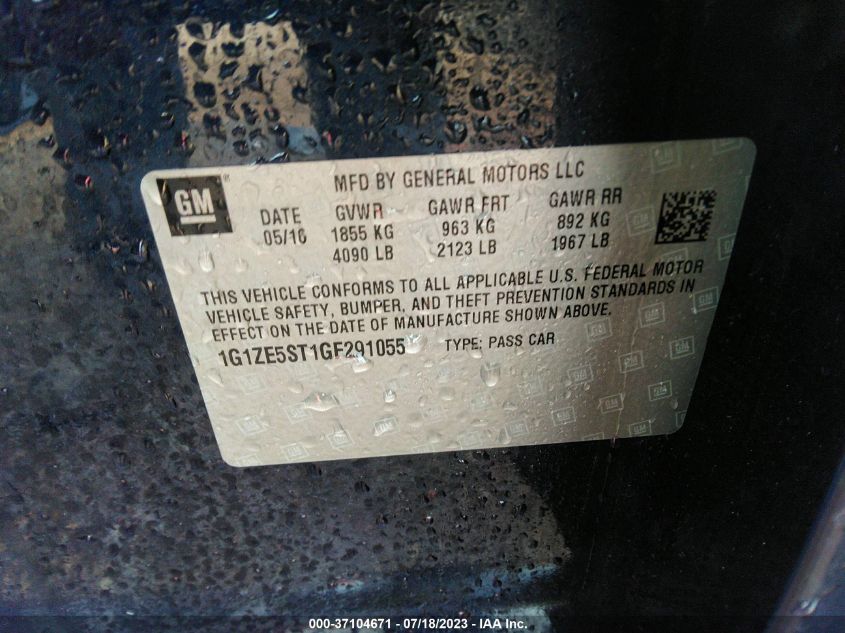 GM
MFD BY GENERAL MOTORS LLC
DATE GVWR GAWR FRT GAWR RR
05/16 1855 KG 963 KG 892 KG
4090 LB 2123 LB 1967 LB
THIS VEHICLE CONFORMS TO ALL APPLICABLE U.S. FEDERAL MOTOR
VEHICLE SAFETY, BUMPER, AND THEFT PREVENTION STANDARDS IN
EFFECT ON THE DATE OF MANUFACTURE SHOWN ABOVE.
1G1ZE5ST1GF291055 TYPE: PASS CAR
000-37104671 - 07/18/2023 - IAA Inc.